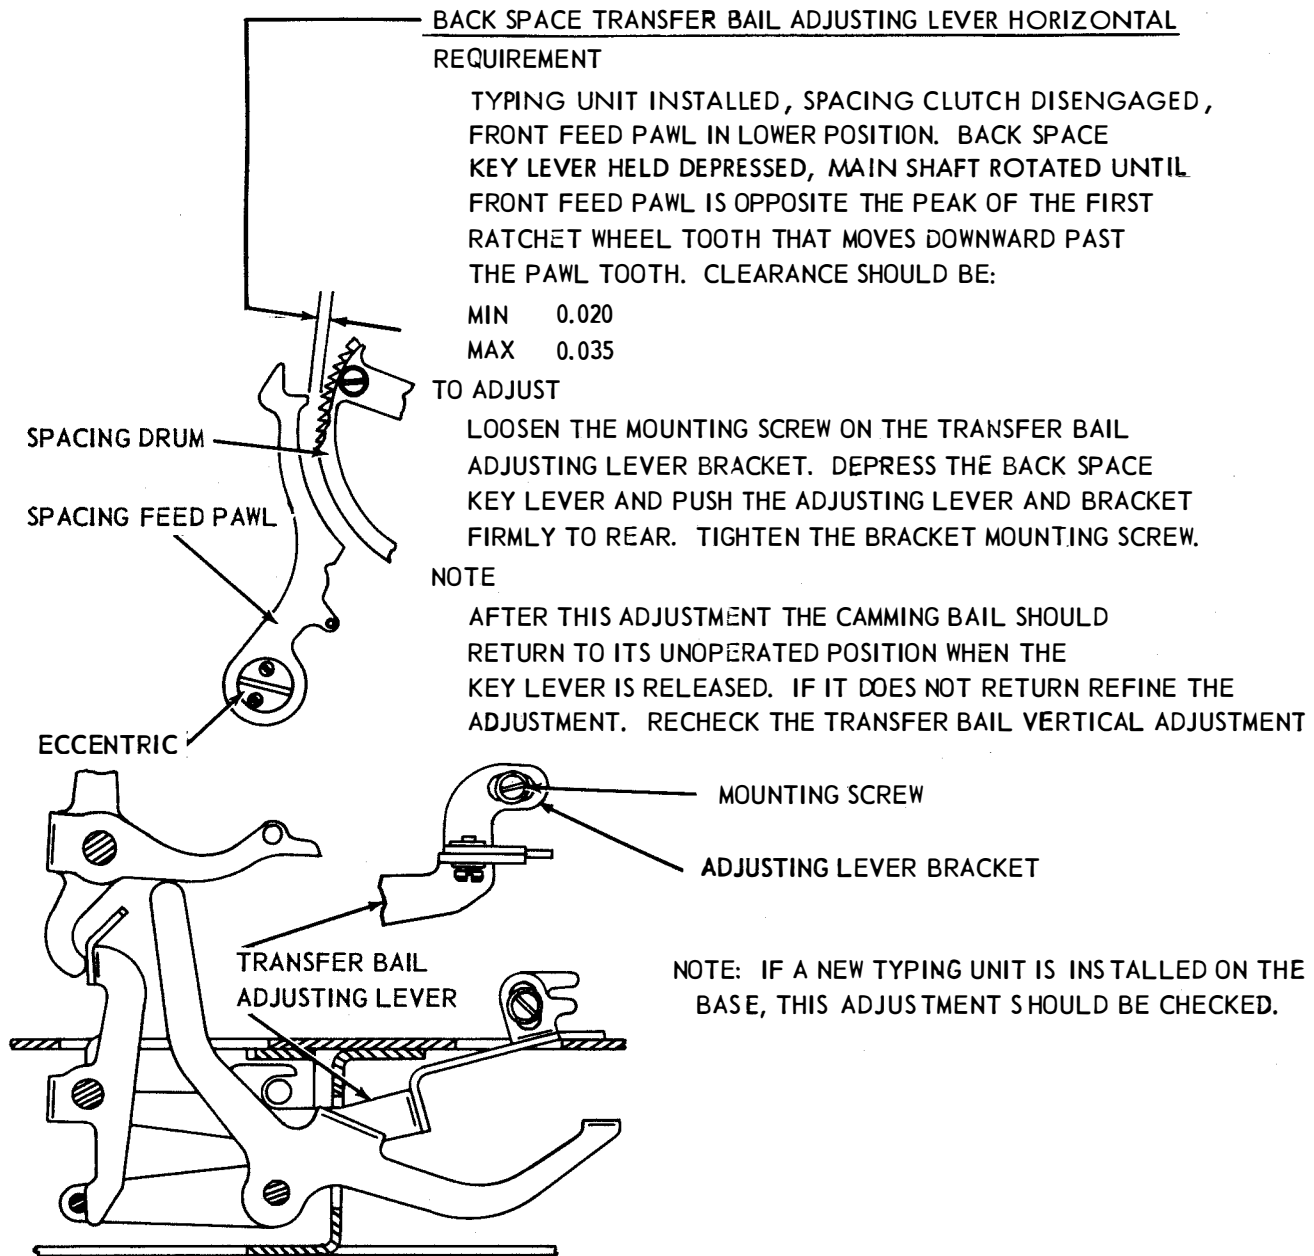 BACK SPACE TRANSFER BAIL ADJUSTING LEVER HORIZONTAL
REQUIREMENT
TYPING UNIT INSTALLED, SPACING CLUTCH DISENGAGED,
FRONT FEED PAWL IN LOWER POSITION. BACK SPACE
KEY LEVER HELD DEPRESSED, MAIN SHAFT ROTATED UNTIL
FRONT FEED PAWL IS OPPOSITE THE PEAK OF THE FIRST
RATCHET WHEEL TOOTH THAT MOVES DOWNWARD PAST
THE PAWL TOOTH. CLEARANCE SHOULD BE:
MIN 0.020
MAX 0.035
TO ADJUST
LOOSEN THE MOUNTING SCREW ON THE TRANSFER BAIL
ADJUSTING LEVER BRACKET. DEPRESS THE BACK SPACE
KEY LEVER AND PUSH THE ADJUSTING LEVER AND BRACKET
FIRMLY TO REAR. TIGHTEN THE BRACKET MOUNTING SCREW.
NOTE
AFTER THIS ADJUSTMENT THE CAMMING BAIL SHOULD
RETURN TO ITS UNOPERATED POSITION WHEN THE
KEY LEVER IS RELEASED. IF IT DOES NOT RETURN REFINE THE
ADJUSTMENT. RECHECK THE TRANSFER BAIL VERTICAL ADJUSTMENT
SPACING DRUM
SPACING FEED PAWL
ECCENTRIC
MOUNTING SCREW
ADJUSTING LEVER BRACKET
TRANSFER BAIL
ADJUSTING LEVER
NOTE: IF A NEW TYPING UNIT IS INSTALLED ON THE
BASE, THIS ADJUSTMENT SHOULD BE CHECKED.